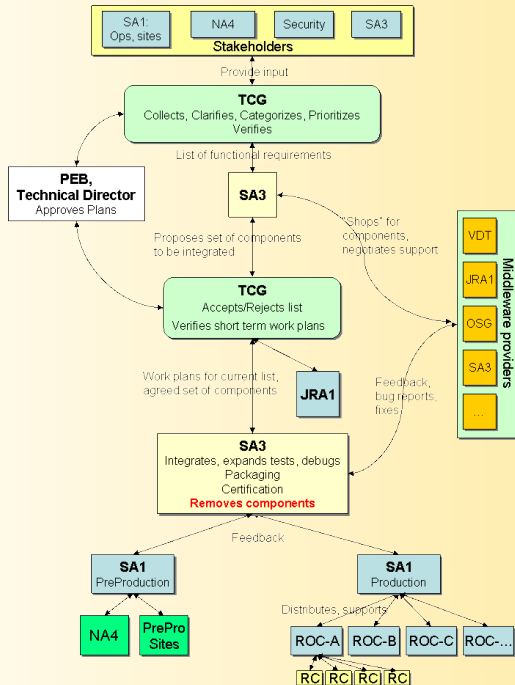 SA1:
Ops, sites
NA4
Security
SA3
Stakeholders
Provide input
TCG
Collects, Clarifies, Categorizes, Prioritizes
Verifies
List of functional requirements
PEB,
Technical Director
Approves Plans
SA3
"Shops" for
components,
negotiates support
Proposes set of components
to be integrated
TCG
Accepts/Rejects list
Verifies short term work plans
Middleware providers
VDT
JRA1
OSG
SA3
...
Work plans for current list,
agreed set of components
JRA1
Feedback,
bug reports,
fixes
SA3
Integrates, expands tests, debugs
Packaging
Certification
Removes components
Feedback
SA1
PreProduction
SA1
Production
NA4
PrePro
Sites
Distributes, supports
ROC-A
ROC-B
ROC-C
ROC-...
RC
RC
RC
RC